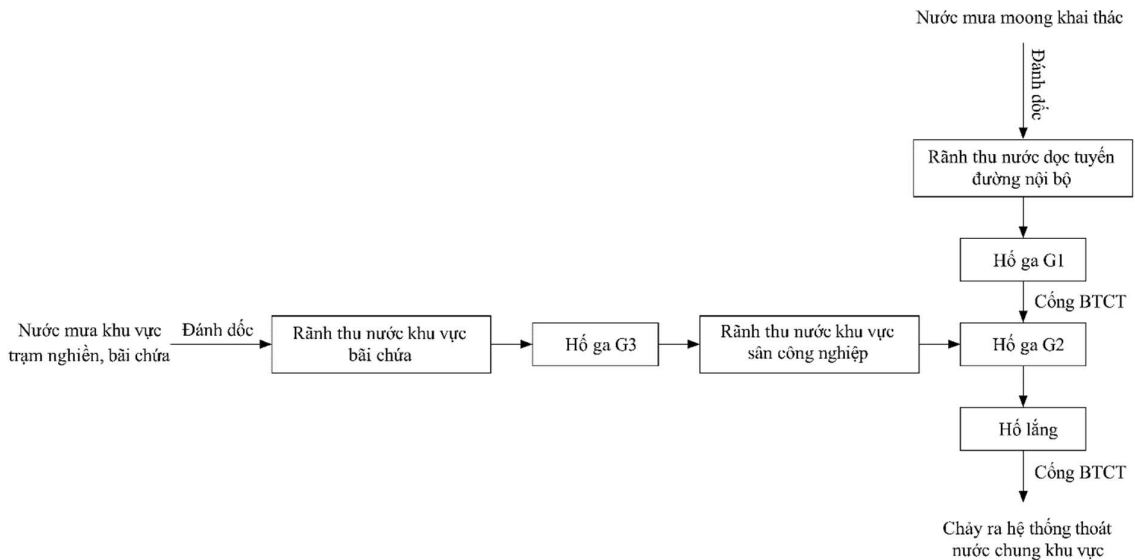 Nước mưa moong khai thác
Đánh dốc
Rãnh thu nước dọc tuyến
đường nội bộ
Hố ga G1
Cống BTCT
Nước mưa khu vực
trạm nghiền, bãi chứa
Đánh dốc
Rãnh thu nước khu vực
bãi chứa
Hố ga G3
Rãnh thu nước khu vực
sân công nghiệp
Hố ga G2
Hố lắng
Cống BTCT
Chảy ra hệ thống thoát
nước chung khu vực